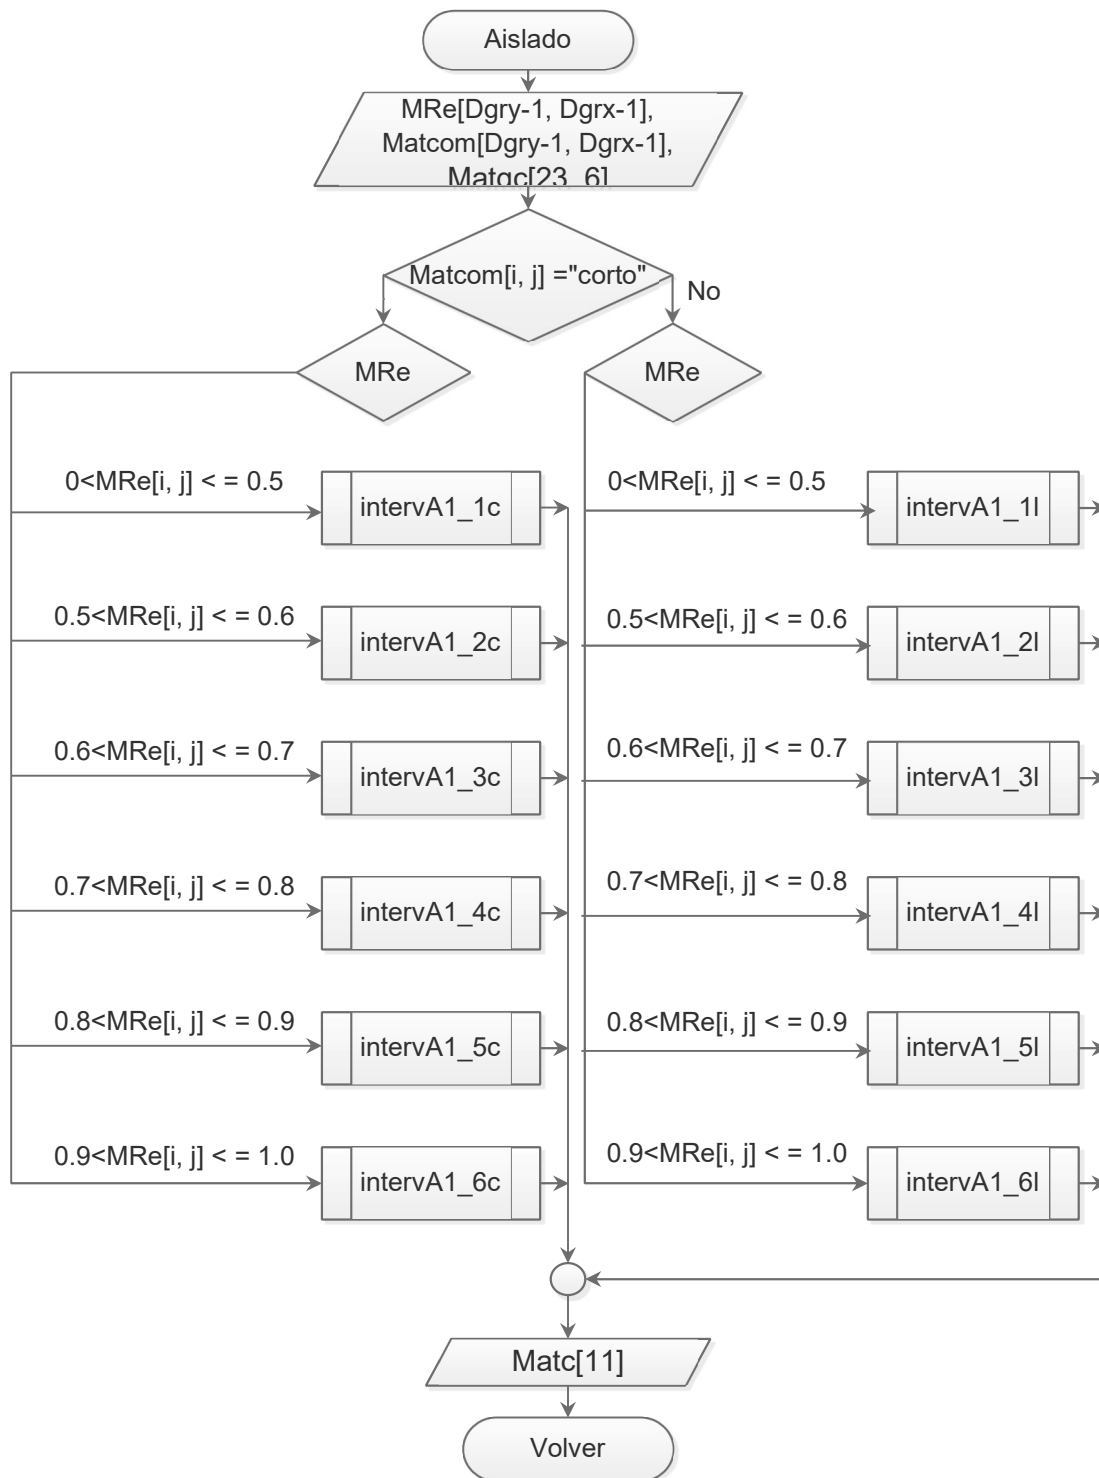 Aislado
MRe[Dgry-1, Dgrx-1],
Matcom[Dgry-1, Dgrx-1],
Matgc[23, 6]
Matcom[i, j] ="corto"
No
MRe
MRe
0<MRe[i, j] < = 0.5
intervA1_1c
0<MRe[i, j] < = 0.5
intervA1_1l
0.5<MRe[i, j] < = 0.6
intervA1_2c
0.5<MRe[i, j] < = 0.6
intervA1_2l
0.6<MRe[i, j] < = 0.7
intervA1_3c
0.6<MRe[i, j] < = 0.7
intervA1_3l
0.7<MRe[i, j] < = 0.8
intervA1_4c
0.7<MRe[i, j] < = 0.8
intervA1_4l
0.8<MRe[i, j] < = 0.9
intervA1_5c
0.8<MRe[i, j] < = 0.9
intervA1_5l
0.9<MRe[i, j] < = 1.0
intervA1_6c
0.9<MRe[i, j] < = 1.0
intervA1_6l
Matc[11]
Volver